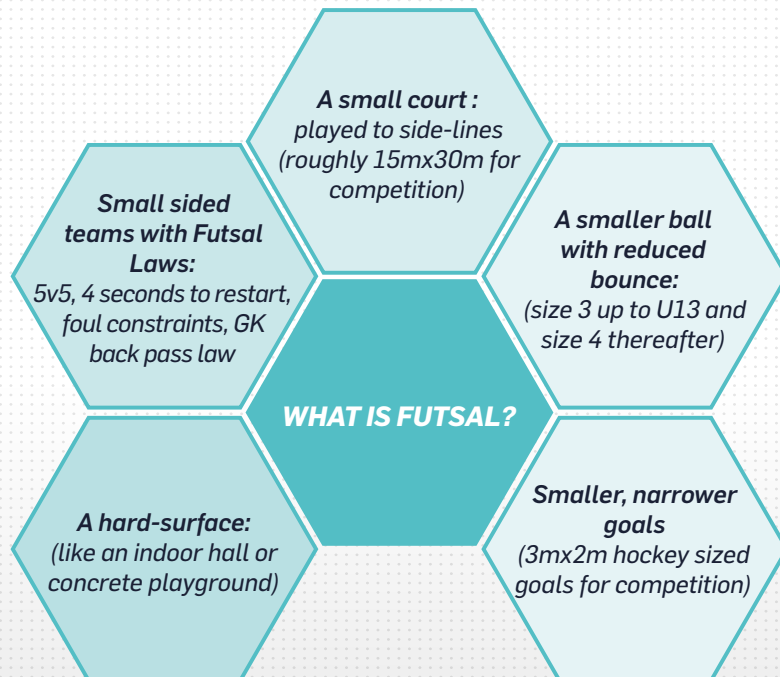 A small court :
played to side-lines
(roughly 15mx30m for
competition)
Small sided
teams with Futsal
Laws:
5v5, 4 seconds to restart,
foul constraints, GK
back pass law
A smaller ball
with reduced
bounce:
(size 3 up to U13 and
size 4 thereafter)
WHAT IS FUTSAL?
A hard-surface:
(like an indoor hall or
concrete playground)
Smaller, narrower
goals
(3mx2m hockey sized
goals for competition)